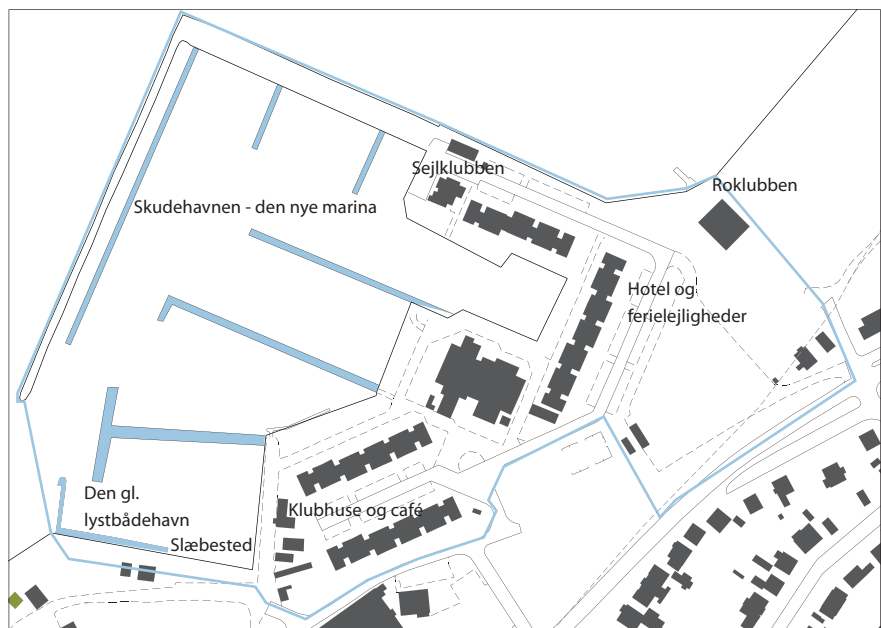 Sejlklubben
Roklubben
Skudehavnen - den nye marina
Hotel og
ferielejligheder
Den gl.
lystbådehavn
Klubhuse og café
Slæbested